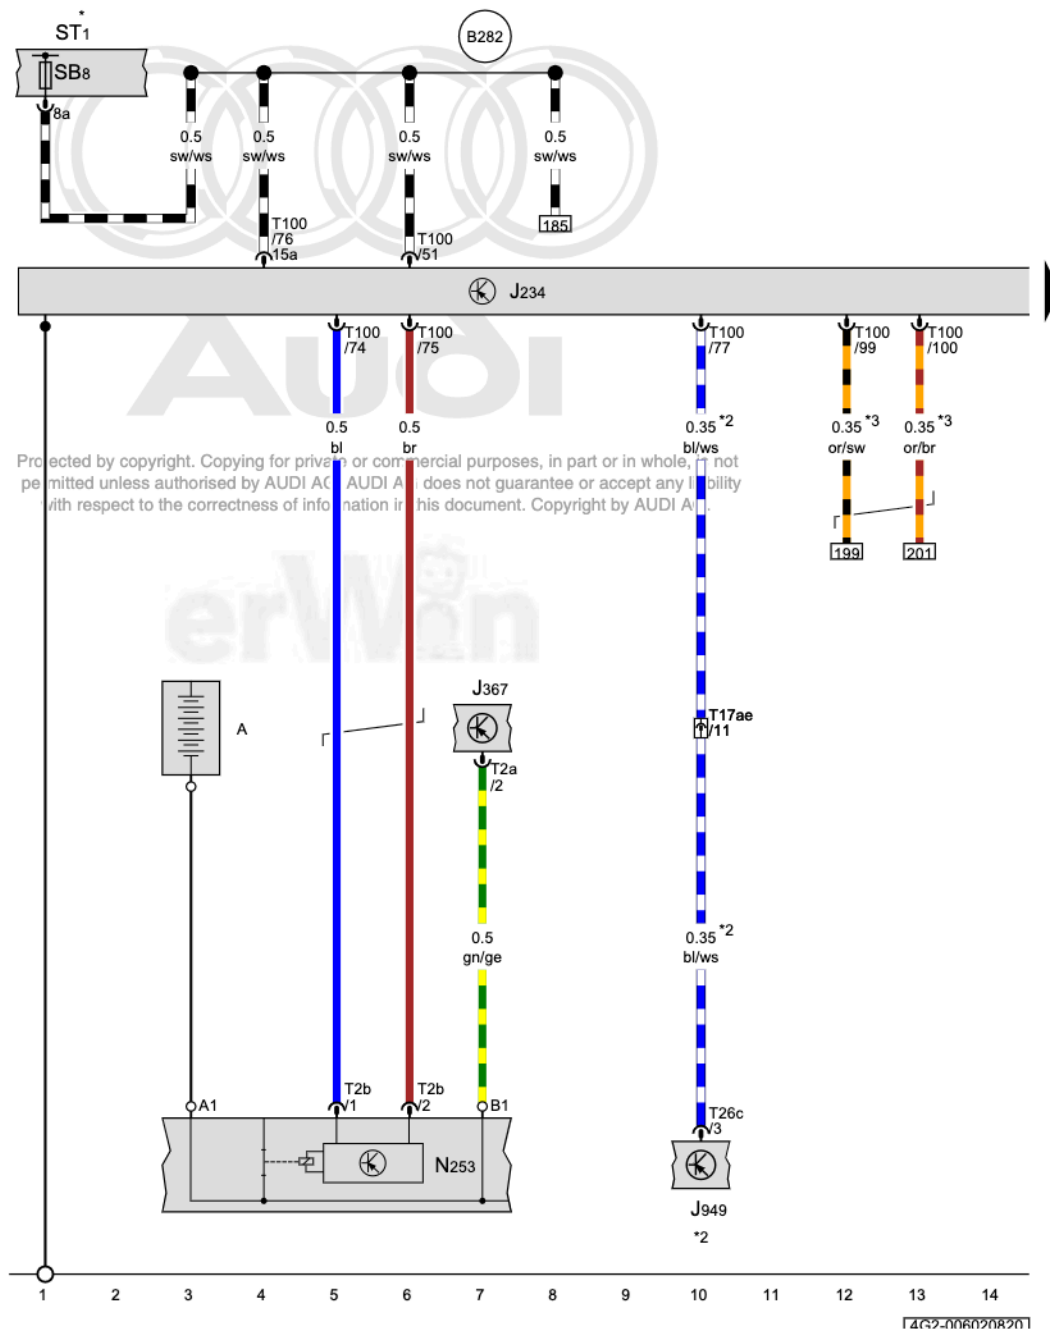 *
ST1
B282
SB8
8a
0.5 0.5 0.5 0.5
sw/ws sw/ws sw/ws sw/ws
T100
/76
15a
T100
/51
185
J234
T100
/74
T100
/75
T100
/77
T100
/99
T100
/100
AUDI
0.5 0.5 0.35 *2 0.35 *3 0.35 *3
bl br bl/ws or/sw or/br
Protected by copyright. Copying for private or commercial purposes, in part or in whole, is not
permitted unless authorised by AUDI AG. AUDI AG does not guarantee or accept any liability
with respect to the correctness of information in this document. Copyright by AUDI AG.
199 201
erWin
J367
A
T17ae
/11
T2a
/2
0.5 0.35 *2
gn/ge bl/ws
A1
T2b
/1
T2b
/2
B1
T26c
/3
N253
J949
*2
1 2 3 4 5 6 7 8 9 10 11 12 13 14
4G2-006020820